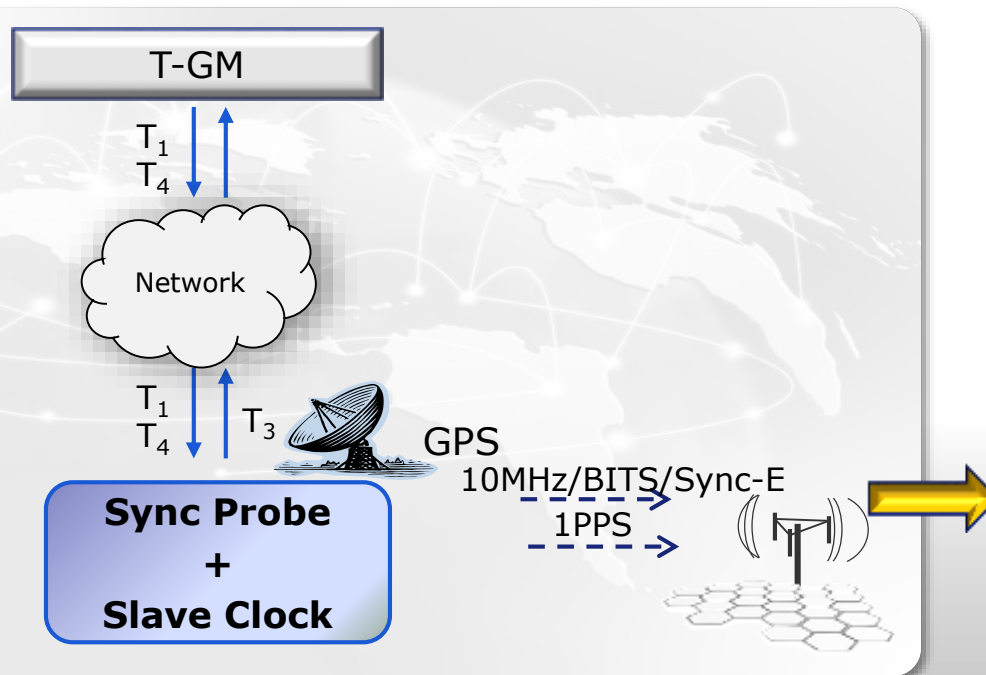 T-GM
T₁
T₄
Network
T₁
T₄
T₃
GPS
10MHz/BITS/Sync-E
1PPS
Sync Probe
+
Slave Clock